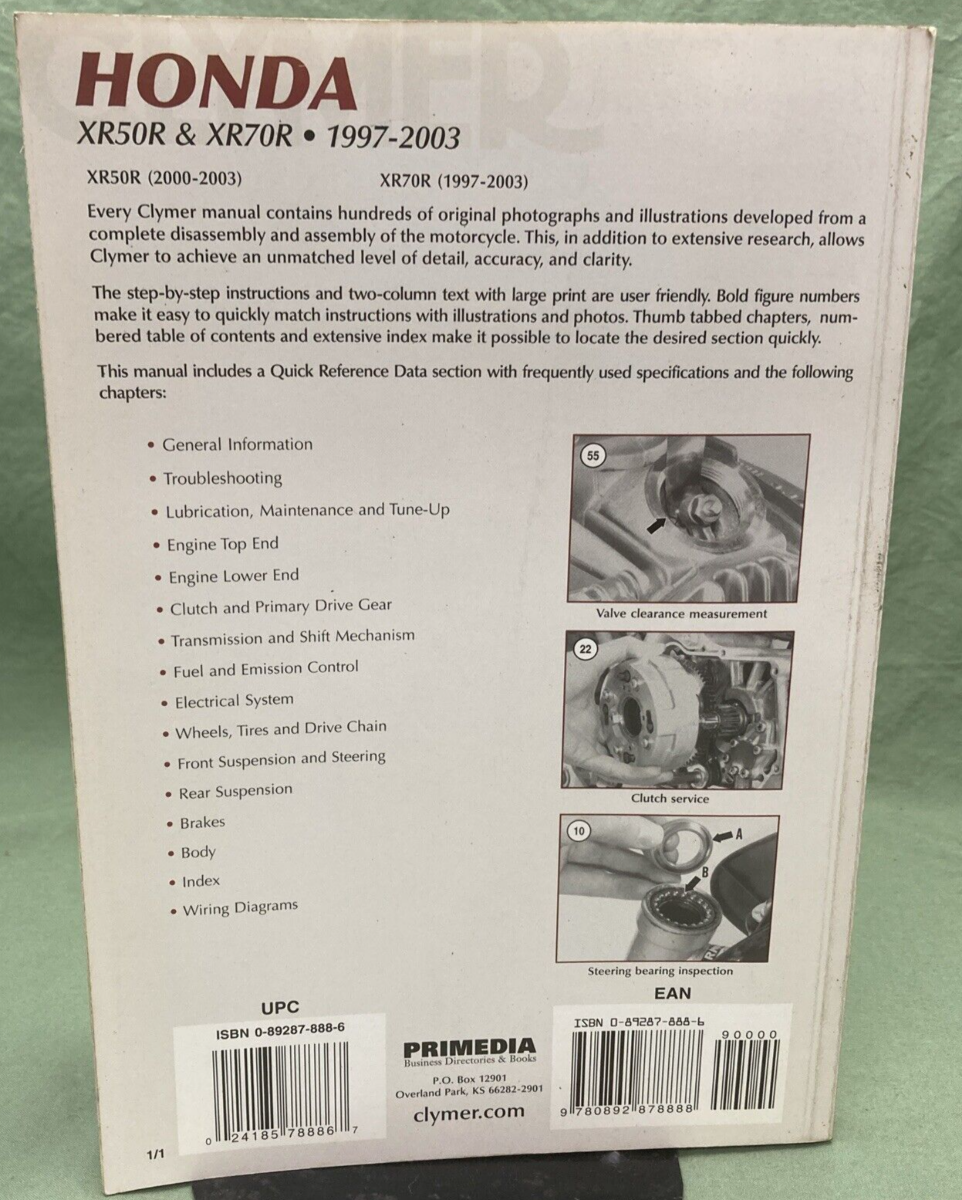 HONDA
XR50R & XR70R • 1997-2003
XR50R (2000-2003) XR70R (1997-2003)
Every Clymer manual contains hundreds of original photographs and illustrations developed from a
complete disassembly and assembly of the motorcycle. This, in addition to extensive research, allows
Clymer to achieve an unmatched level of detail, accuracy, and clarity.
The step-by-step instructions and two-column text with large print are user friendly. Bold figure numbers
make it easy to quickly match instructions with illustrations and photos. Thumb tabbed chapters, num-
bered table of contents and extensive index make it possible to locate the desired section quickly.
This manual includes a Quick Reference Data section with frequently used specifications and the following
chapters:
• General Information
• Troubleshooting
• Lubrication, Maintenance and Tune-Up
• Engine Top End
• Engine Lower End
• Clutch and Primary Drive Gear
• Transmission and Shift Mechanism
• Fuel and Emission Control
• Electrical System
• Wheels, Tires and Drive Chain
• Front Suspension and Steering
• Rear Suspension
• Brakes
• Body
• Index
• Wiring Diagrams
55
Valve clearance measurement
22
Clutch service
10
A
B
Steering bearing inspection
UPC
ISBN 0-89287-888-6
0 24185 78886 7
PRIMEDIA
Business Directories & Books
P.O. Box 12901
Overland Park, KS 66282-2901
clymer.com
EAN
ISBN 0-89287-888-6
90000
9 780892 878888
1/1